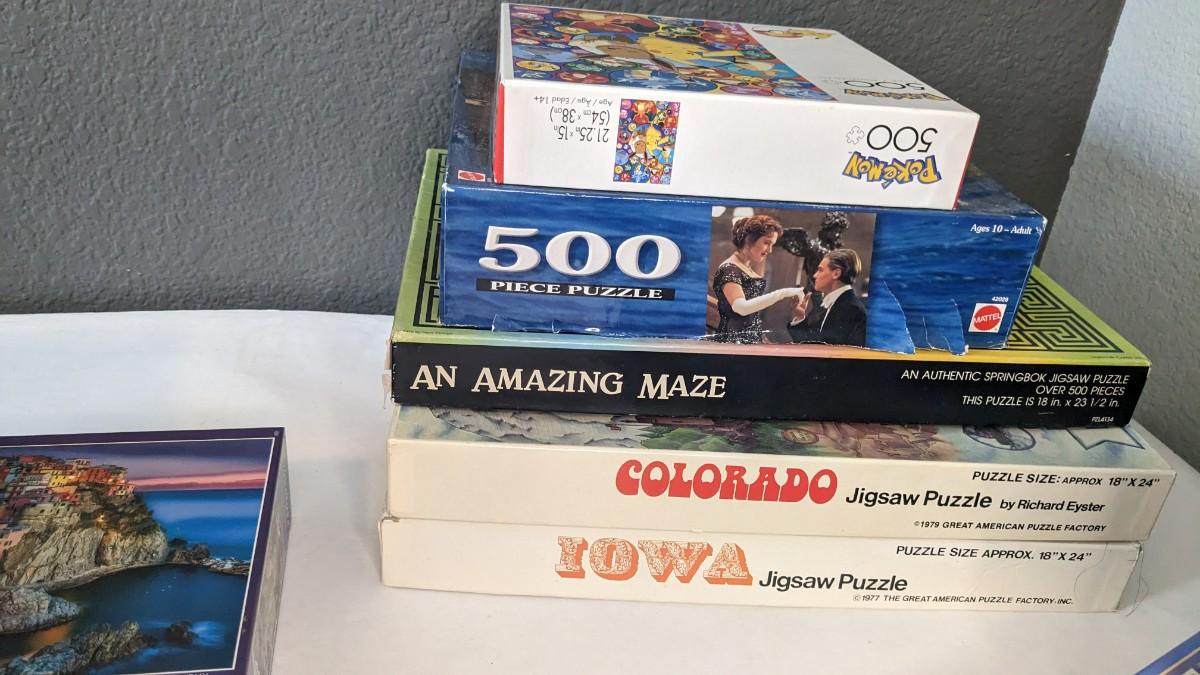 500
POKÉMON
500
POKÉMON
21.25in x 15in
(54cm x 38cm)
Age / Âge / Edad 14+
500
PIECE PUZZLE
Ages 10 – Adult
42028
MATTEL
AN AMAZING MAZE
AN AUTHENTIC SPRINGBOK JIGSAW PUZZLE
OVER 500 PIECES
THIS PUZZLE IS 18 in. x 23 1/2 in.
PZL4134
COLORADO Jigsaw Puzzle by Richard Eyster
PUZZLE SIZE: APPROX 18" X 24"
©1979 GREAT AMERICAN PUZZLE FACTORY
IOWA Jigsaw Puzzle
PUZZLE SIZE APPROX. 18" X 24"
©1977 THE GREAT AMERICAN PUZZLE FACTORY, INC.